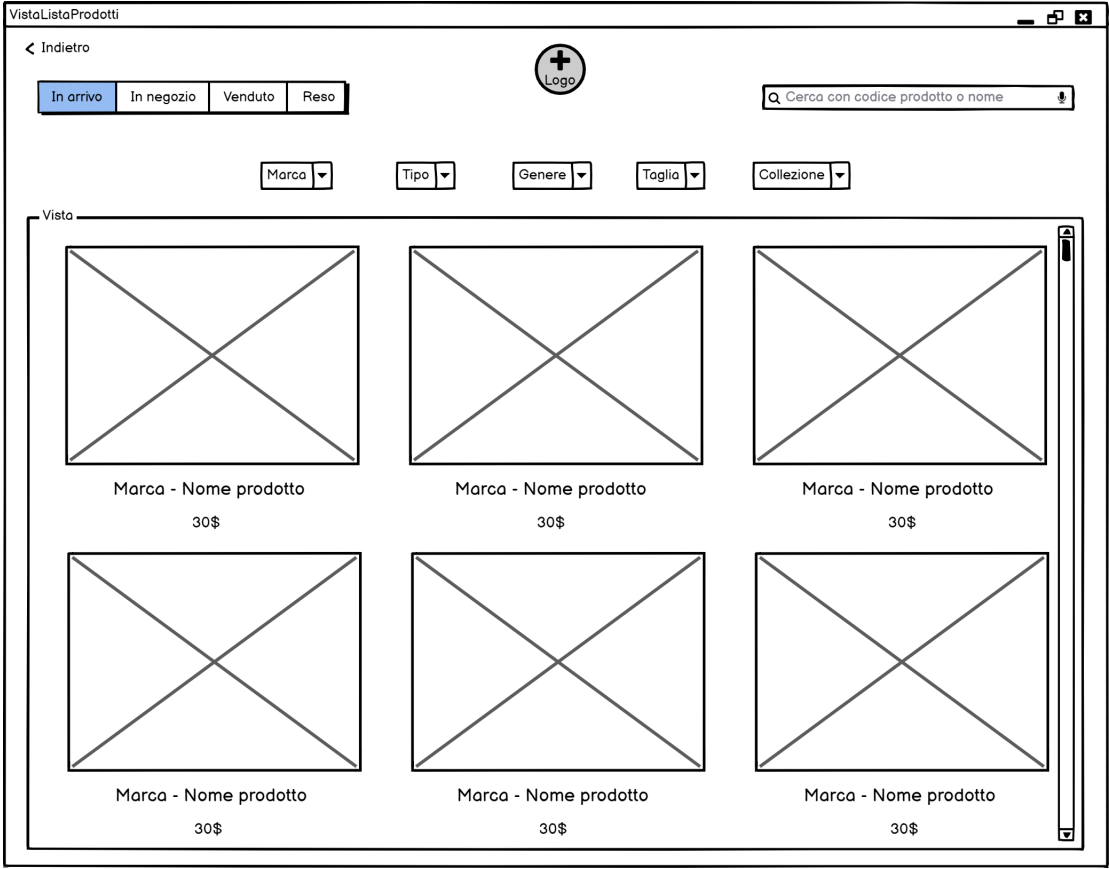 VistaListaProdotti
Indietro
Logo
In arrivo In negozio Venduto Reso
Cerca con codice prodotto o nome
Marca Tipo Genere Taglia Collezione
Vista
Marca - Nome prodotto Marca - Nome prodotto Marca - Nome prodotto
30$ 30$ 30$
Marca - Nome prodotto Marca - Nome prodotto Marca - Nome prodotto
30$ 30$ 30$